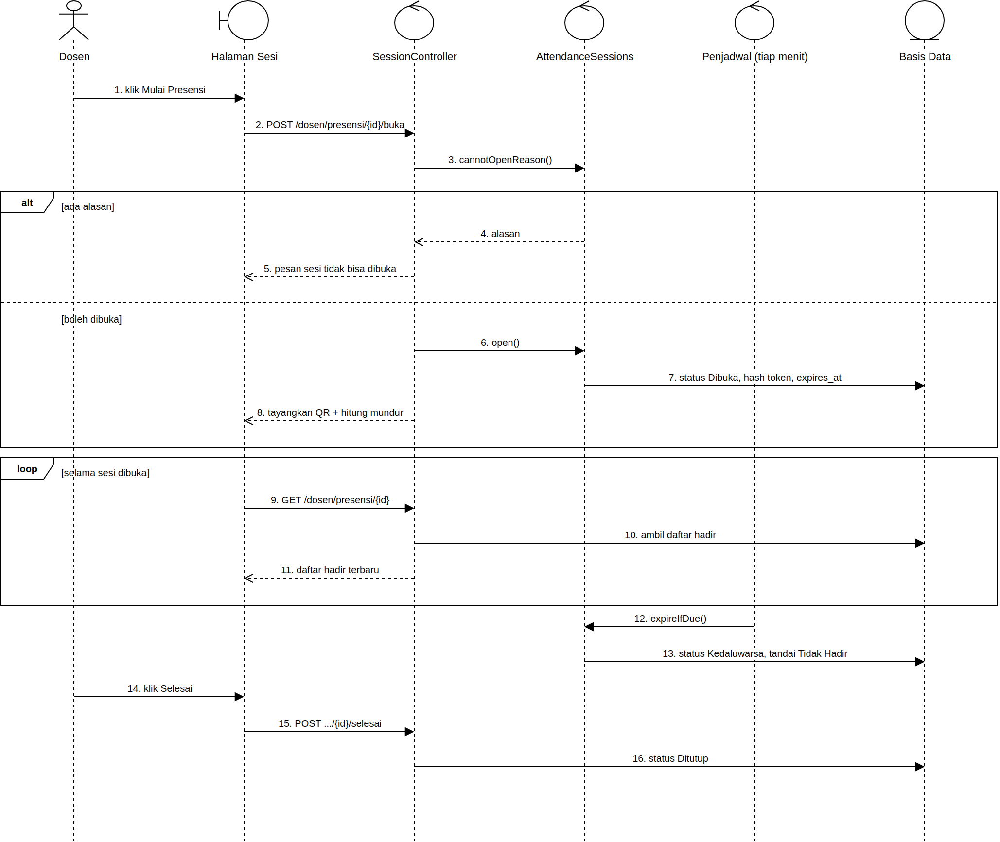 Dosen
Halaman Sesi
SessionController
AttendanceSessions
Penjadwal (tiap menit)
Basis Data
1. klik Mulai Presensi
2. POST /dosen/presensi/{id}/buka
3. cannotOpenReason()
alt
[ada alasan]
4. alasan
5. pesan sesi tidak bisa dibuka
[boleh dibuka]
6. open()
7. status Dibuka, hash token, expires_at
8. tayangkan QR + hitung mundur
loop
[selama sesi dibuka]
9. GET /dosen/presensi/{id}
10. ambil daftar hadir
11. daftar hadir terbaru
12. expireIfDue()
13. status Kedaluwarsa, tandai Tidak Hadir
14. klik Selesai
15. POST .../{id}/selesai
16. status Ditutup